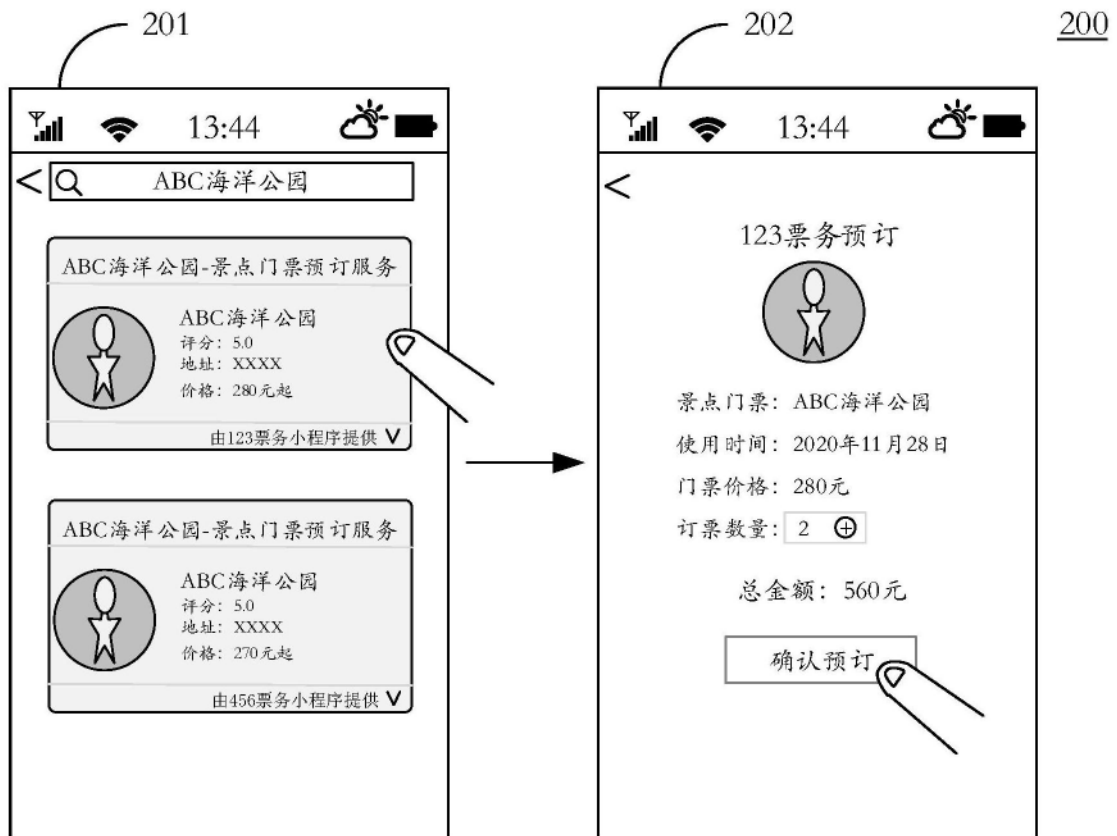 201
202
200
13:44
ABC海洋公园
ABC海洋公园-景点门票预订服务
ABC海洋公园
评分：5.0
地址：XXXX
价格：280元起
由123票务小程序提供
ABC海洋公园-景点门票预订服务
ABC海洋公园
评分：5.0
地址：XXXX
价格：270元起
由456票务小程序提供
13:44
123票务预订
景点门票：ABC海洋公园
使用时间：2020年11月28日
门票价格：280元
订票数量：2
总金额：560元
确认预订